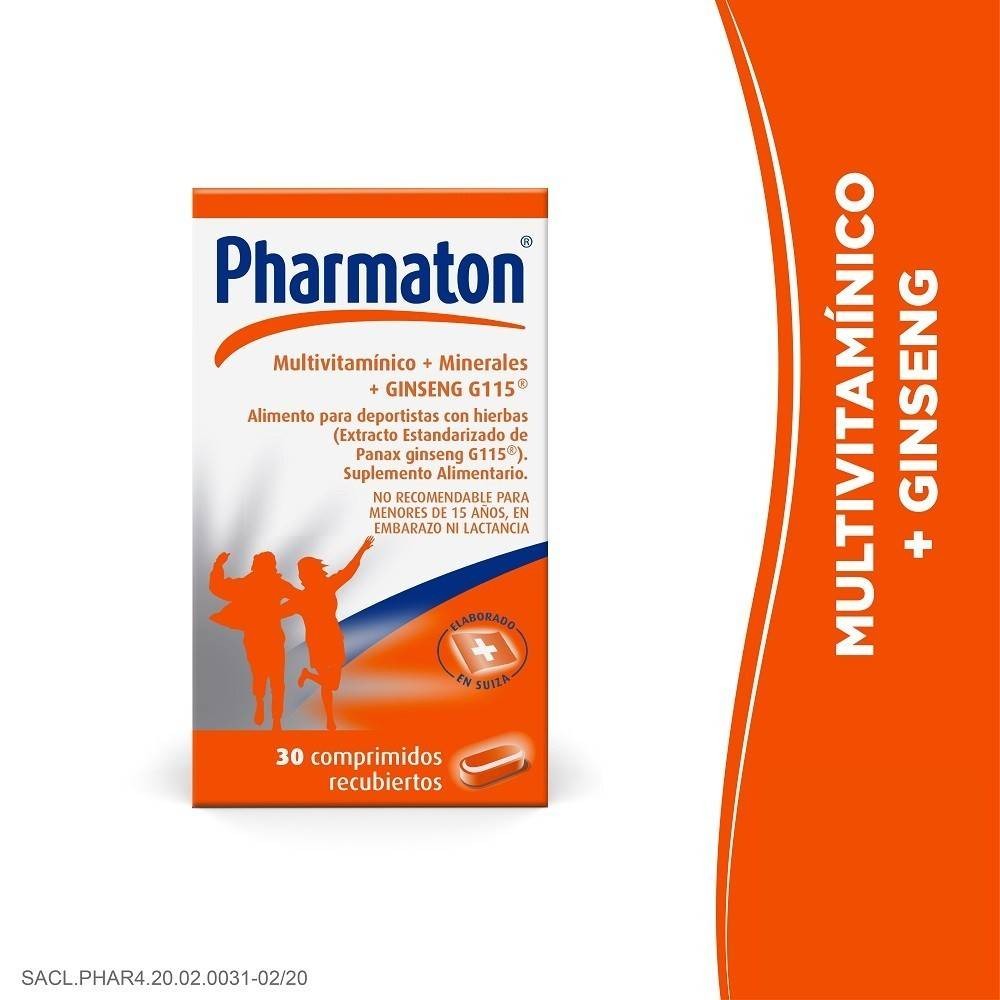 Pharmaton®
Multivitamínico + Minerales
+ GINSENG G115®
Alimento para deportistas con hierbas
(Extracto Estandarizado de
Panax ginseng G115®).
Suplemento Alimentario.
NO RECOMENDABLE PARA
MENORES DE 15 AÑOS, EN
EMBARAZO NI LACTANCIA
ELABORADO
EN SUIZA
30 comprimidos
recubiertos
MULTIVITAMÍNICO
+ GINSENG
SACL.PHAR4.20.02.0031-02/20